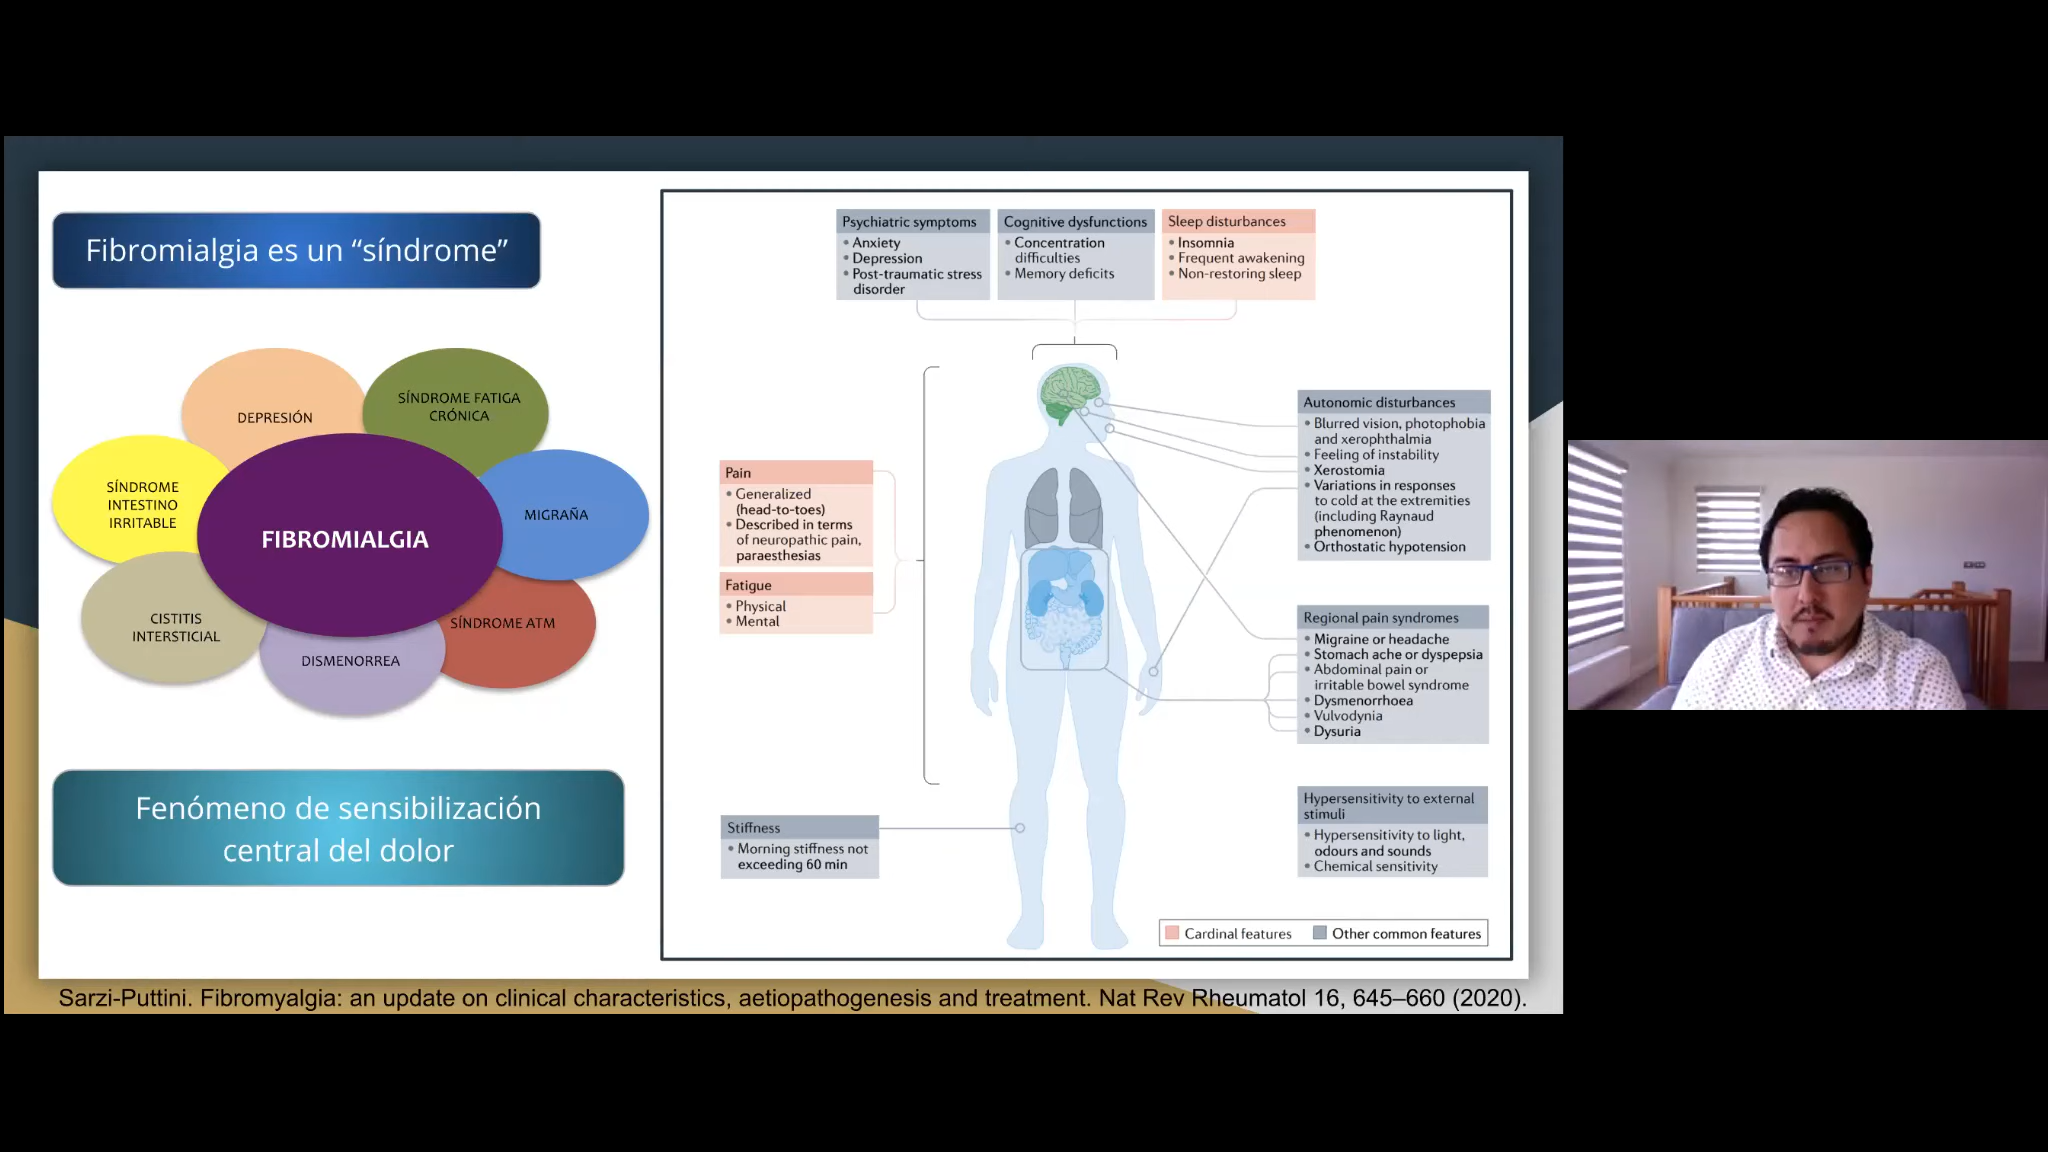 Fibromialgia es un “síndrome”
DEPRESIÓN
SÍNDROME FATIGA
CRÓNICA
SÍNDROME
INTESTINO
IRRITABLE
MIGRAÑA
FIBROMIALGIA
CISTITIS
INTERSTICIAL
SÍNDROME ATM
DISMENORREA
Fenómeno de sensibilización
central del dolor
Psychiatric symptoms
• Anxiety
• Depression
• Post-traumatic stress
disorder
Cognitive dysfunctions
• Concentration
difficulties
• Memory deficits
Sleep disturbances
• Insomnia
• Frequent awakening
• Non-restoring sleep
Pain
• Generalized
(head-to-toes)
• Described in terms
of neuropathic pain,
paraesthesias
Fatigue
• Physical
• Mental
Stiffness
• Morning stiffness not
exceeding 60 min
Autonomic disturbances
• Blurred vision, photophobia
and xerophthalmia
• Feeling of instability
• Xerostomia
• Variations in responses
to cold at the extremities
(including Raynaud
phenomenon)
• Orthostatic hypotension
Regional pain syndromes
• Migraine or headache
• Stomach ache or dyspepsia
• Abdominal pain or
irritable bowel syndrome
• Dysmenorrhoea
• Vulvodynia
• Dysuria
Hypersensitivity to external
stimuli
• Hypersensitivity to light,
odours and sounds
• Chemical sensitivity
Cardinal features
Other common features
Sarzi-Puttini. Fibromyalgia: an update on clinical characteristics, aetiopathogenesis and treatment. Nat Rev Rheumatol 16, 645–660 (2020).